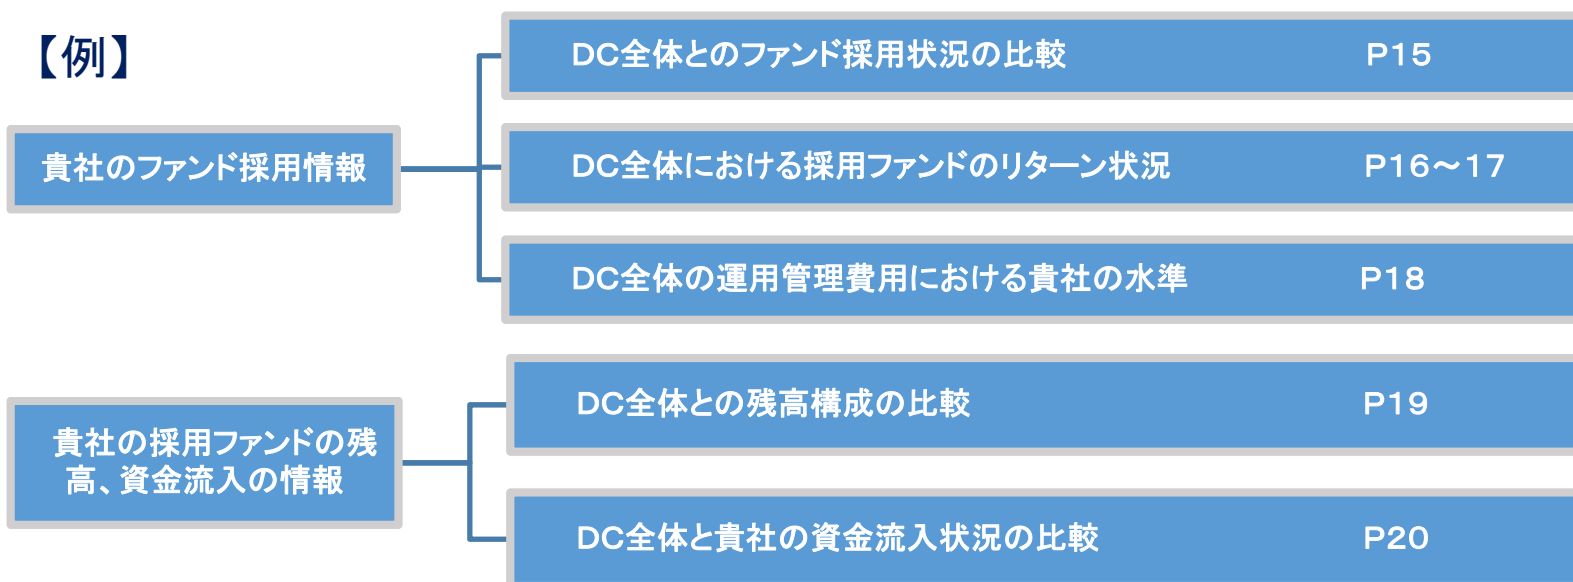 【例】
貴社のファンド採用情報
DC全体とのファンド採用状況の比較 P15
DC全体における採用ファンドのリターン状況 P16～17
DC全体の運用管理費用における貴社の水準 P18
貴社の採用ファンドの残
高、資金流入の情報
DC全体との残高構成の比較 P19
DC全体と貴社の資金流入状況の比較 P20